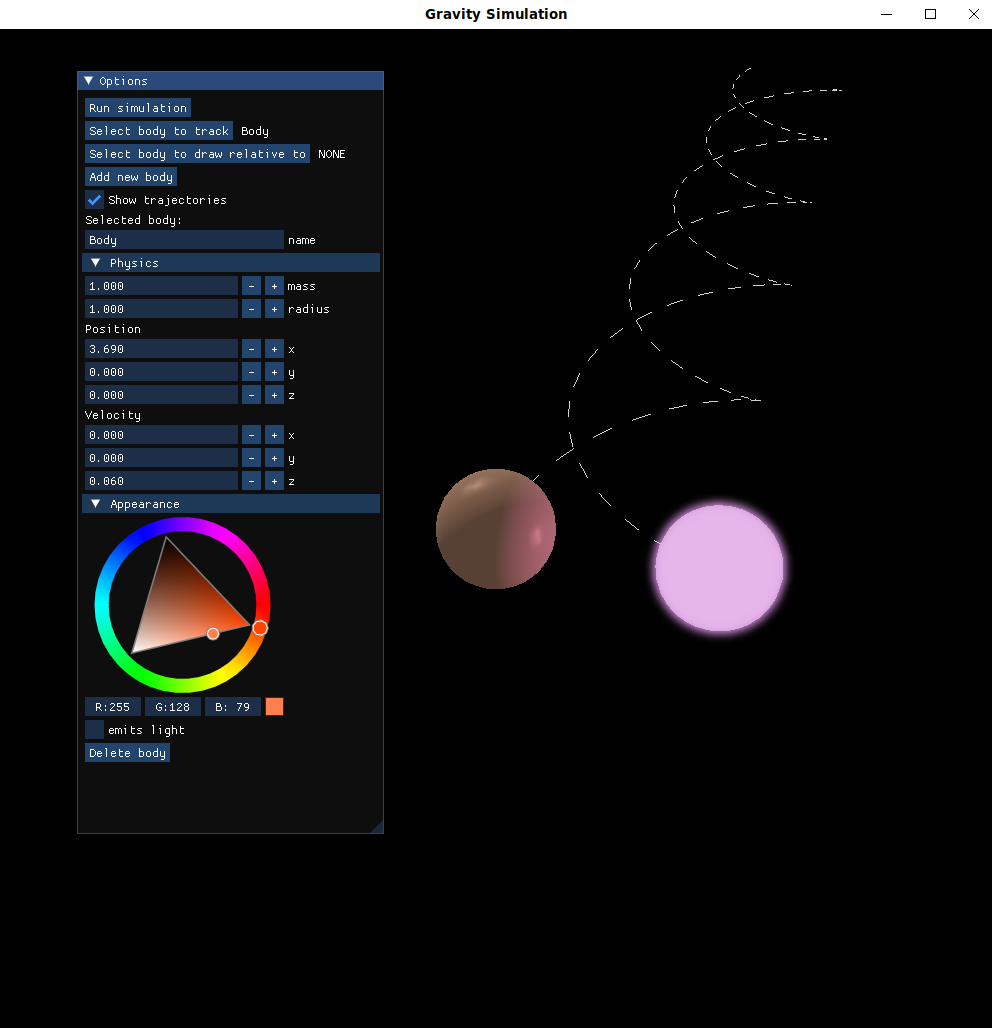 Gravity Simulation
Options
Run simulation
Select body to track Body
Select body to draw relative to NONE
Add new body
Show trajectories
Selected body:
Body name
Physics
1.000 - + mass
1.000 - + radius
Position
3.690 - + x
0.000 - + y
0.000 - + z
Velocity
0.000 - + x
0.000 - + y
0.060 - + z
Appearance
R:255 G:128 B: 79
emits light
Delete body